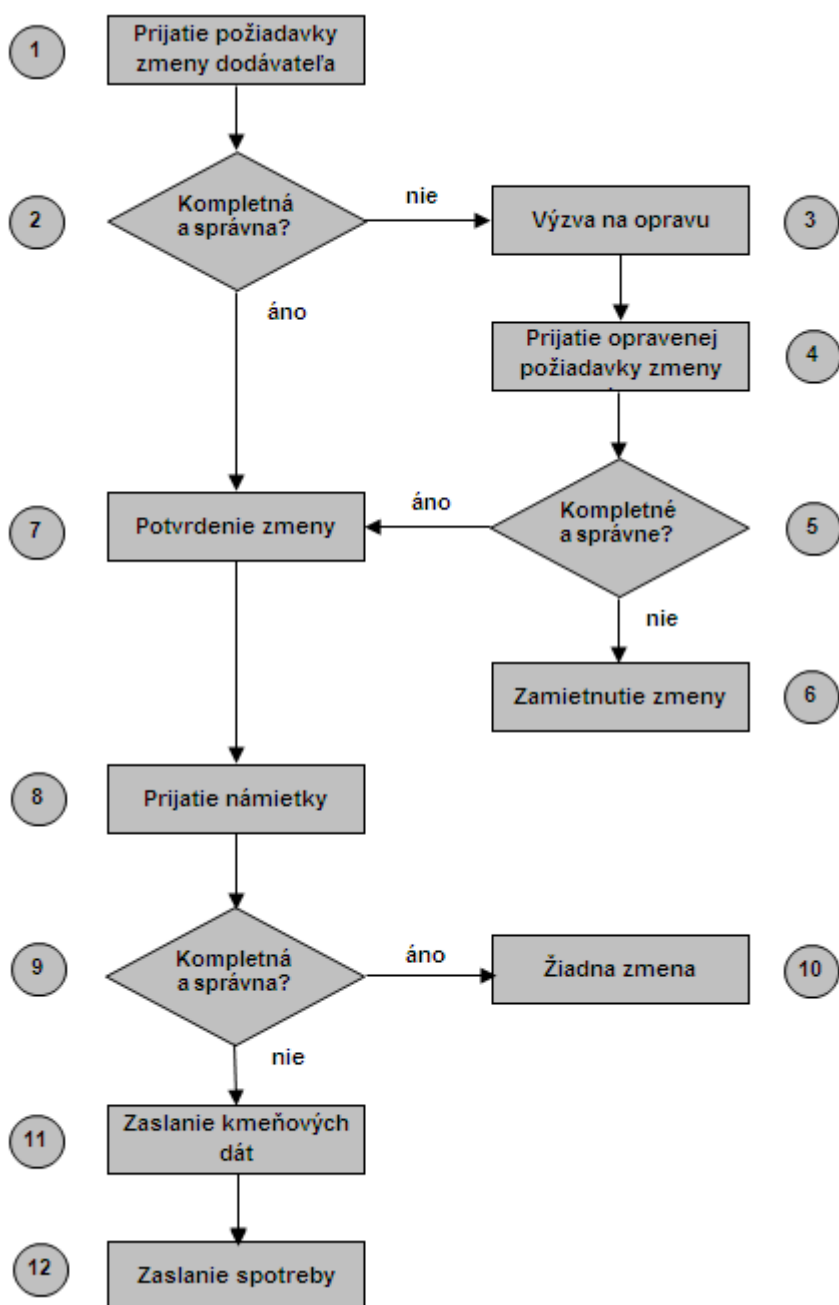 1
Prijatie požiadavky
zmeny dodávateľa
2
Kompletná
a správna?
nie
Výzva na opravu
3
áno
Prijatie opravenej
požiadavky zmeny
4
7
Potvrdenie zmeny
áno
Kompletné
a správne?
5
nie
Zamietnutie zmeny
6
8
Prijatie námietky
9
Kompletná
a správna?
áno
Žiadna zmena
10
nie
11
Zaslanie kmeňových
dát
12
Zaslanie spotreby